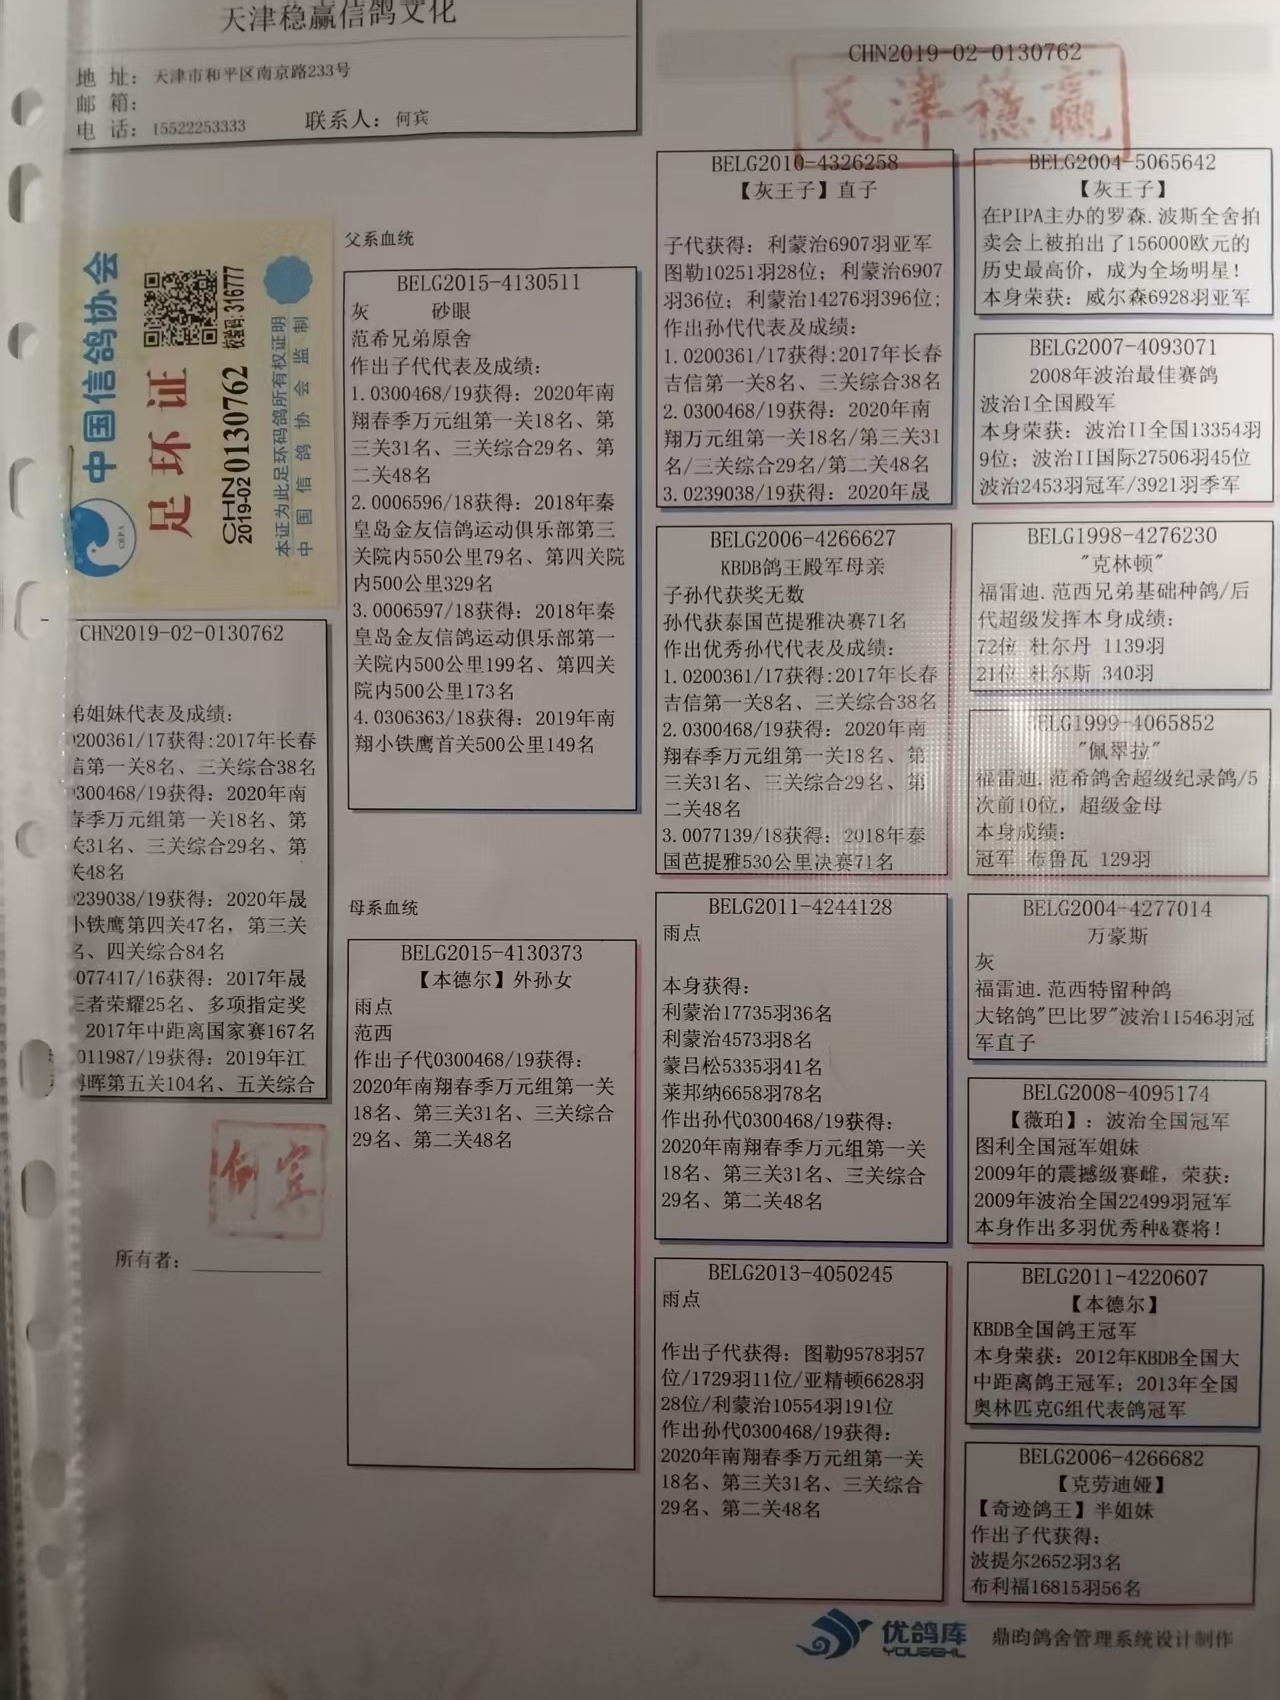 天津稳赢信鸽文化
地 址: 天津市和平区南京路233号
邮 箱:
电 话: 15522253333 联系人: 何宾
中国信鸽协会
足环证
CHN
2019-02 0130762
校验码: 316777
本证为此足环码鸽所有权证明
中国信鸽协会监制
CRPA
CHN2019-02-0130762
弟姐妹代表及成绩:
0200361/17获得:2017年长春
信第一关8名、三关综合38名
0300468/19获得: 2020年南
春季万元组第一关18名、第
关31名、三关综合29名、第
关48名
0239038/19获得: 2020年晟
小铁鹰第四关47名, 第三关
名、四关综合84名
077417/16获得: 2017年晟
王者荣耀25名、多项指定奖
2017年中距离国家赛167名
011987/19获得: 2019年江
博晖第五关104名、五关综合
何宾
所有者:
父系血统
BELG2015-4130511
灰 砂眼
范希兄弟原舍
作出子代代表及成绩:
1.0300468/19获得: 2020年南
翔春季万元组第一关18名、第
三关31名、三关综合29名、第
二关48名
2.0006596/18获得: 2018年秦
皇岛金友信鸽运动俱乐部第三
关院内550公里79名、第四关院
内500公里329名
3.0006597/18获得: 2018年秦
皇岛金友信鸽运动俱乐部第一
关院内500公里199名、第四关
院内500公里173名
4.0306363/18获得: 2019年南
翔小铁鹰首关500公里149名
母系血统
BELG2015-4130373
【本德尔】外孙女
雨点
范西
作出子代0300468/19获得:
2020年南翔春季万元组第一关
18名、第三关31名、三关综合
29名、第二关48名
CHN2019-02-0130762
天津稳赢
BELG2010-4326258
【灰王子】直子
子代获得: 利蒙治6907羽亚军
图勒10251羽28位; 利蒙治6907
羽36位; 利蒙治14276羽396位;
作出孙代代表及成绩:
1.0200361/17获得:2017年长春
吉信第一关8名、三关综合38名
2.0300468/19获得: 2020年南
翔万元组第一关18名/第三关31
名/三关综合29名/第二关48名
3.0239038/19获得: 2020年晟
BELG2006-4266627
KBDB鸽王殿军母亲
子孙代获奖无数
孙代获泰国芭提雅决赛71名
作出优秀孙代代表及成绩:
1.0200361/17获得:2017年长春
吉信第一关8名、三关综合38名
2.0300468/19获得: 2020年南
翔春季万元组第一关18名、第
三关31名、三关综合29名、第
二关48名
3.0077139/18获得: 2018年泰
国芭提雅530公里决赛71名
BELG2011-4244128
雨点
本身获得:
利蒙治17735羽36名
利蒙治4573羽8名
蒙吕松5335羽41名
莱邦纳6658羽78名
作出孙代0300468/19获得:
2020年南翔春季万元组第一关
18名、第三关31名、三关综合
29名、第二关48名
BELG2013-4050245
雨点
作出子代获得: 图勒9578羽57
位/1729羽11位/亚精顿6628羽
28位/利蒙治10554羽191位
作出孙代0300468/19获得:
2020年南翔春季万元组第一关
18名、第三关31名、三关综合
29名、第二关48名
BELG2004-5065642
【灰王子】
在PIPA主办的罗森.波斯全舍拍
卖会上被拍出了156000欧元的
历史最高价, 成为全场明星!
本身荣获: 威尔森6928羽亚军
BELG2007-4093071
2008年波治最佳赛鸽
波治I全国殿军
本身荣获: 波治II全国13354羽
9位; 波治II国际27506羽45位
波治2453羽冠军/3921羽季军
BELG1998-4276230
"克林顿"
福雷迪.范西兄弟基础种鸽/后
代超级发挥本身成绩:
72位 杜尔丹 1139羽
21位 杜尔斯 340羽
BELG1999-4065852
"佩翠拉"
福雷迪.范希鸽舍超级纪录鸽/5
次前10位, 超级金母
本身成绩:
冠军 布鲁瓦 129羽
BELG2004-4277014
万豪斯
灰
福雷迪.范西特留种鸽
大铭鸽"巴比罗"波治11546羽冠
军直子
BELG2008-4095174
【薇珀】: 波治全国冠军
图利全国冠军姐妹
2009年的震撼级赛雌, 荣获:
2009年波治全国22499羽冠军
本身作出多羽优秀种&赛将!
BELG2011-4220607
【本德尔】
KBDB全国鸽王冠军
本身荣获: 2012年KBDB全国大
中距离鸽王冠军; 2013年全国
奥林匹克G组代表鸽冠军
BELG2006-4266682
【克劳迪娅】
【奇迹鸽王】半姐妹
作出子代获得:
波提尔2652羽3名
布利福16815羽56名
优鸽库
YOUGEKU
鼎昀鸽舍管理系统设计制作